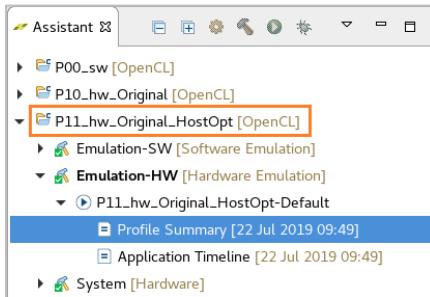 Assistant
P00_sw [OpenCL]
P10_hw_Original [OpenCL]
P11_hw_Original_HostOpt [OpenCL]
Emulation-SW [Software Emulation]
Emulation-HW [Hardware Emulation]
P11_hw_Original_HostOpt-Default
Profile Summary [22 Jul 2019 09:49]
Application Timeline [22 Jul 2019 09:49]
System [Hardware]